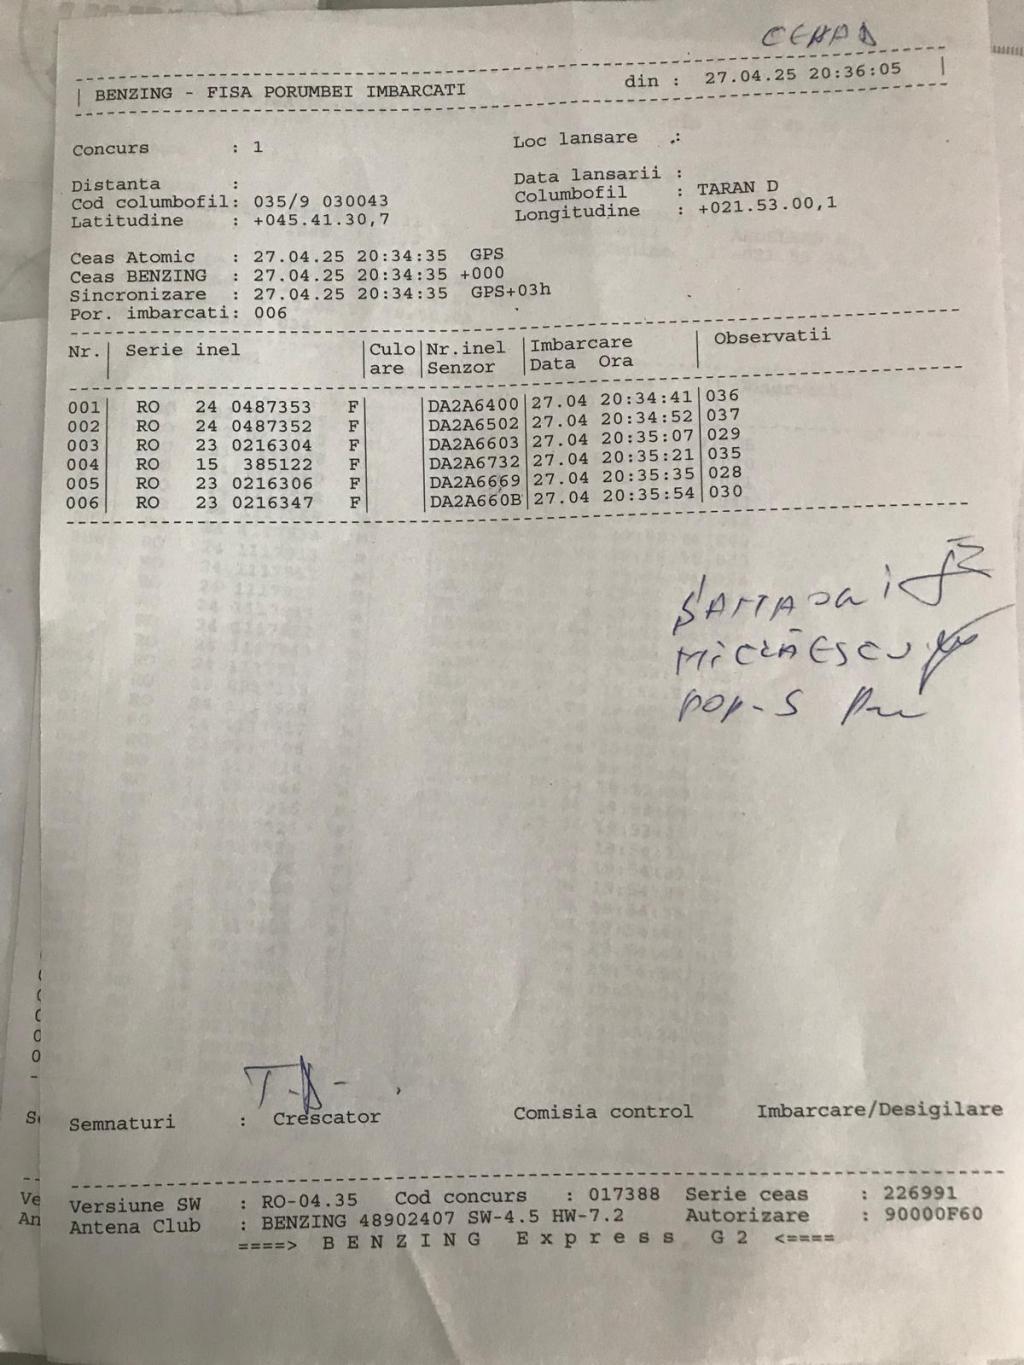 CENAD
| BENZING - FISA PORUMBEI IMBARCATI din : 27.04.25 20:36:05 |
Concurs : 1 Loc lansare :
Distanta : Data lansarii :
Cod columbofil: 035/9 030043 Columbofil : TARAN D
Latitudine : +045.41.30,7 Longitudine : +021.53.00,1
Ceas Atomic : 27.04.25 20:34:35 GPS
Ceas BENZING : 27.04.25 20:34:35 +000
Sincronizare : 27.04.25 20:34:35 GPS+03h
Por. imbarcati: 006
Nr.| Serie inel |Culo|Nr.inel |Imbarcare | Observatii
| |are |Senzor |Data Ora |
001| RO 24 0487353 F| |DA2A6400|27.04 20:34:41|036
002| RO 24 0487352 F| |DA2A6502|27.04 20:34:52|037
003| RO 23 0216304 F| |DA2A6603|27.04 20:35:07|029
004| RO 15 385122 F| |DA2A6732|27.04 20:35:21|035
005| RO 23 0216306 F| |DA2A6669|27.04 20:35:35|028
006| RO 23 0216347 F| |DA2A660B|27.04 20:35:54|030
POP-S
T.D-
Semnaturi : Crescator Comisia control Imbarcare/Desigilare
Versiune SW : RO-04.35 Cod concurs : 017388 Serie ceas : 226991
Antena Club : BENZING 48902407 SW-4.5 HW-7.2 Autorizare : 90000F60
====> B E N Z I N G E x p r e s s G 2 <====